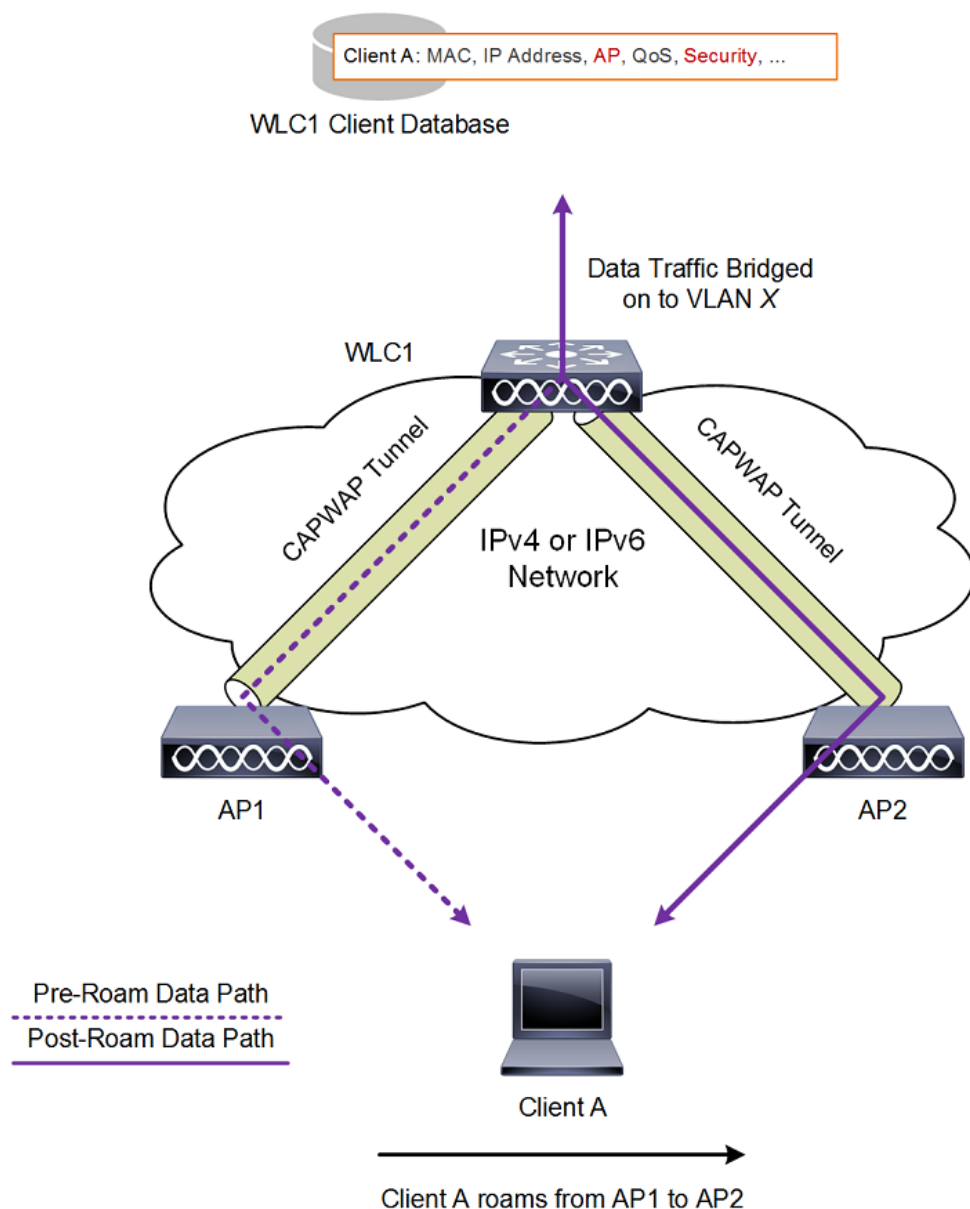 Client A: MAC, IP Address, AP, QoS, Security, ...
WLC1 Client Database
Data Traffic Bridged
on to VLAN X
WLC1
CAPWAP Tunnel
CAPWAP Tunnel
IPv4 or IPv6
Network
AP1
AP2
Pre-Roam Data Path
Post-Roam Data Path
Client A
Client A roams from AP1 to AP2